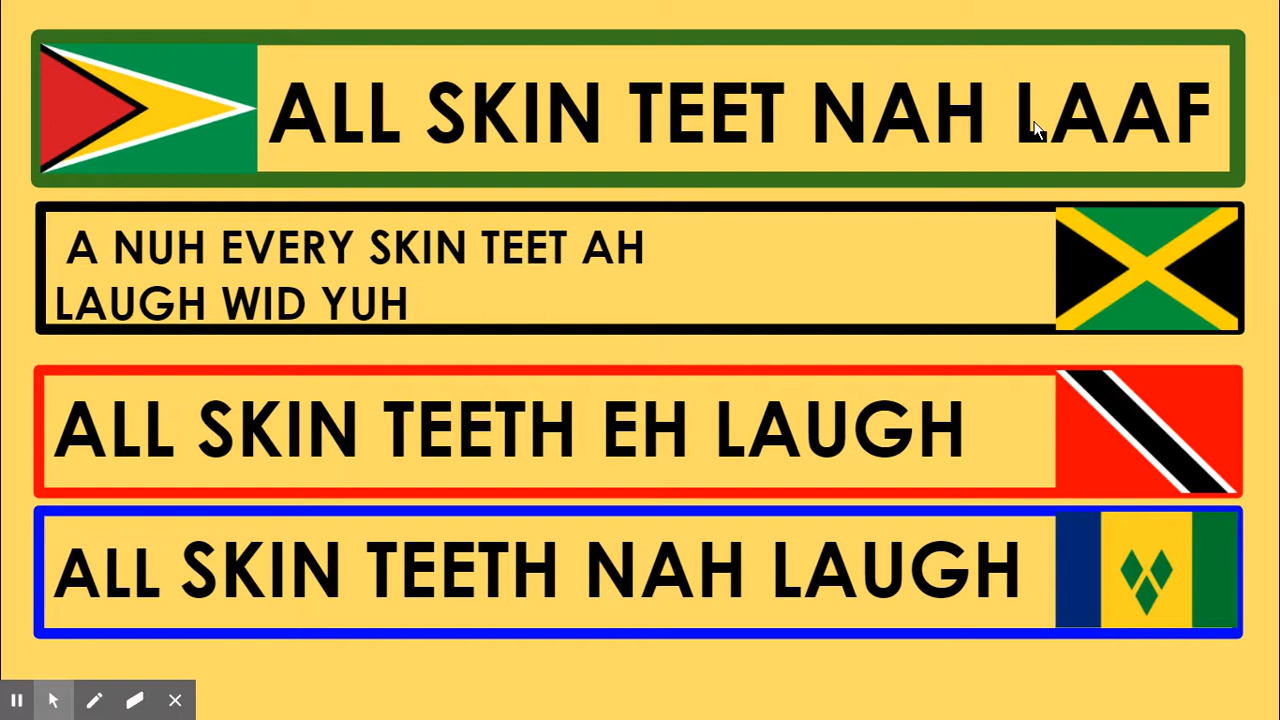 ALL SKIN TEET NAH LAAF
A NUH EVERY SKIN TEET AH
LAUGH WID YUH
ALL SKIN TEETH EH LAUGH
ALL SKIN TEETH NAH LAUGH